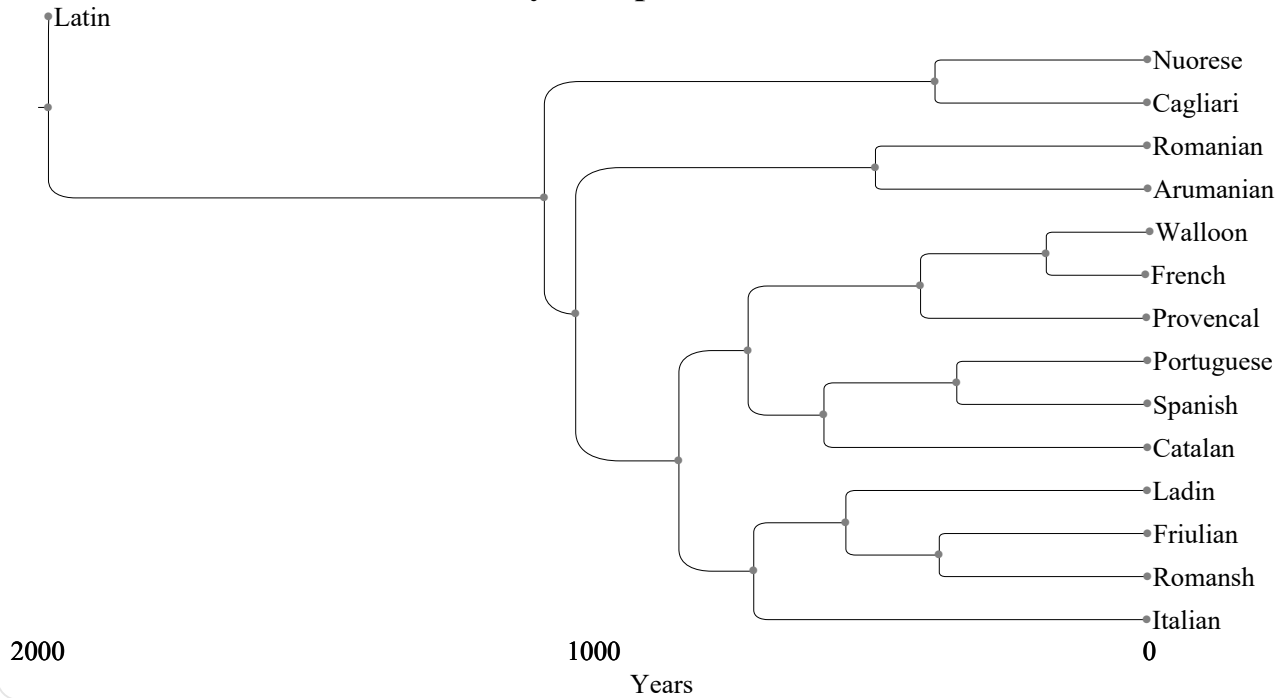 Latin
Nuorese
Cagliari
Romanian
Arumanian
Walloon
French
Provencal
Portuguese
Spanish
Catalan
Ladin
Friulian
Romansh
Italian
2000 1000 0
Years